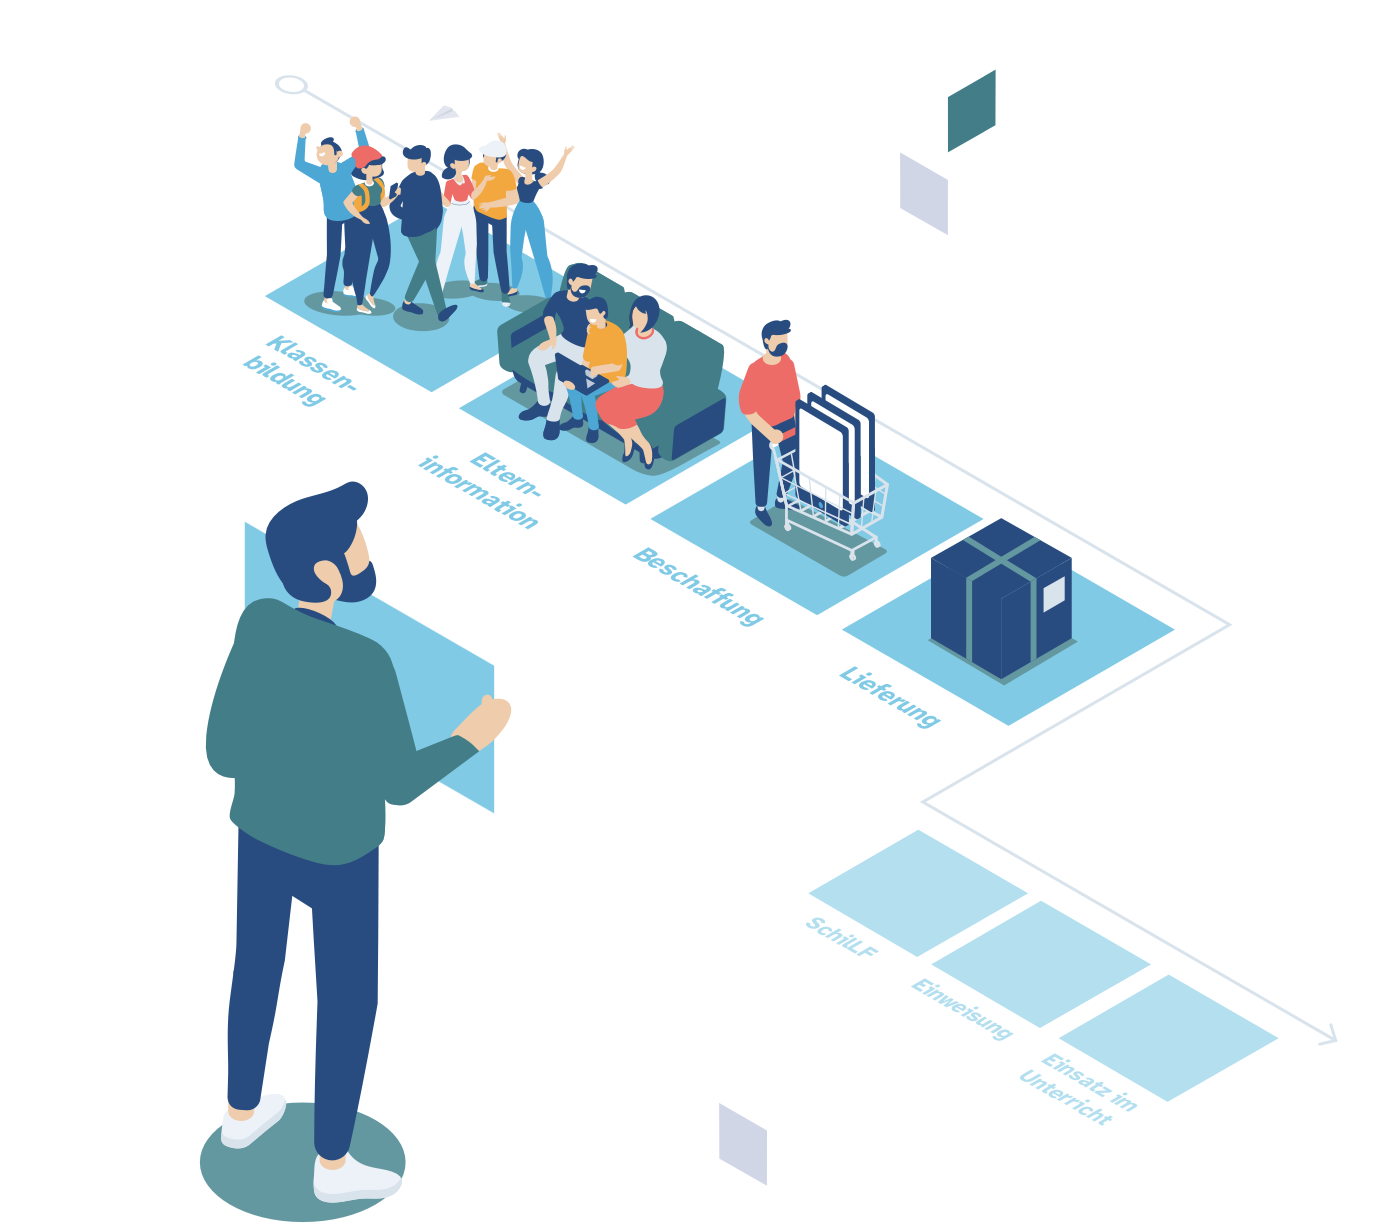 Klassen-
bildung
Eltern-
information
Beschaffung
Lieferung
SchiLF
Einweisung
Einsatz im
Unterricht